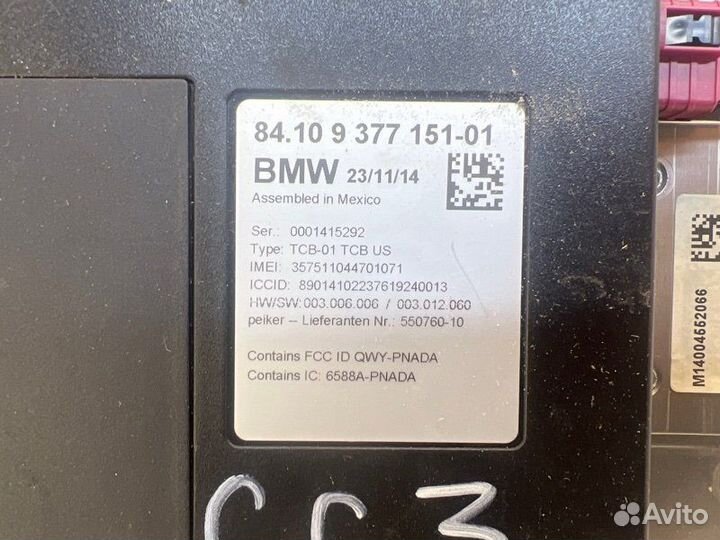 84.10 9 377 151-01
BMW 23/11/14
Assembled in Mexico
Ser.: 0001415292
Type: TCB-01 TCB US
IMEI: 357511044701071
ICCID: 89014102237619240013
HW/SW:003.006.006 / 003.012.060
peiker – Lieferanten Nr.: 550760-10
Contains FCC ID QWY-PNADA
Contains IC: 6588A-PNADA
M14004552066
CC3
Avito